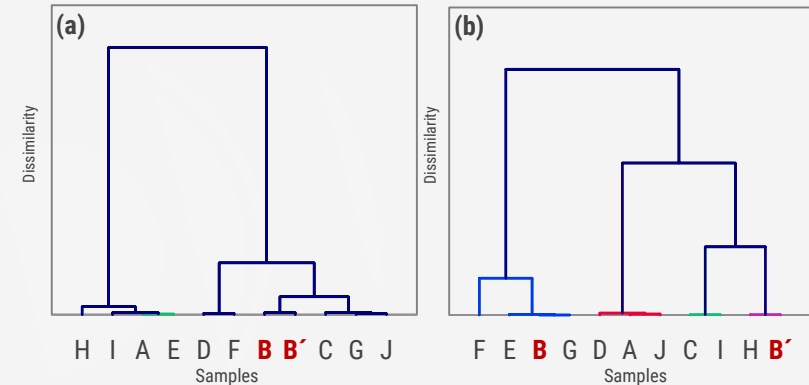 (a)
Dissimilarity
H I A E D F B B´ C G J
Samples
(b)
Dissimilarity
F E B G D A J C I H B´
Samples